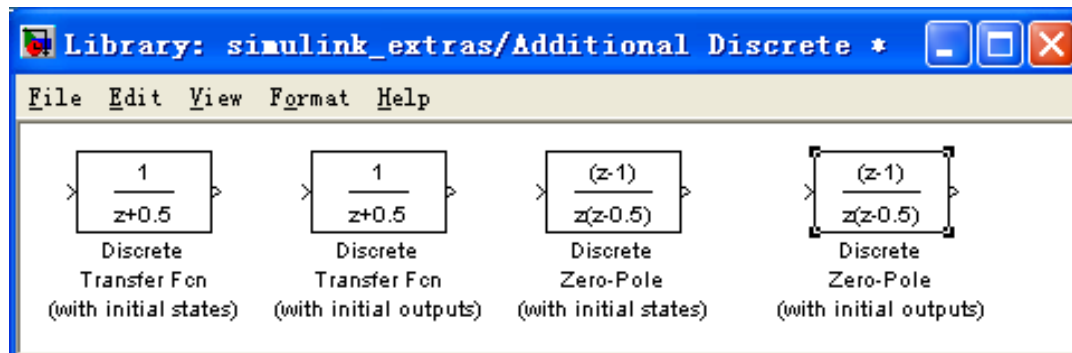 Library: simulink_extras/Additional Discrete *
File Edit View Format Help
1
z+0.5
Discrete
Transfer Fcn
(with initial states)
1
z+0.5
Discrete
Transfer Fcn
(with initial outputs)
(z-1)
z(z-0.5)
Discrete
Zero-Pole
(with initial states)
(z-1)
z(z-0.5)
Discrete
Zero-Pole
(with initial outputs)